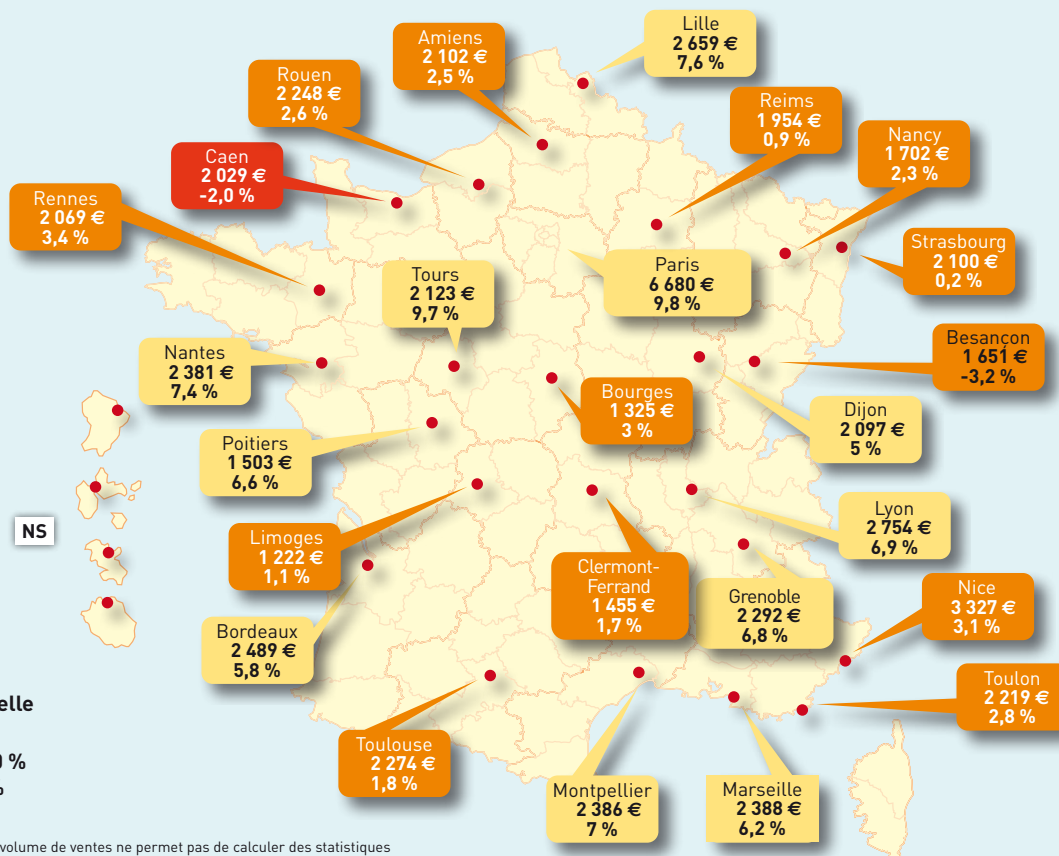 Lille
2 659 €
7,6 %
Amiens
2 102 €
2,5 %
Rouen
2 248 €
2,6 %
Reims
1 954 €
0,9 %
Nancy
1 702 €
2,3 %
Caen
2 029 €
-2,0 %
Rennes
2 069 €
3,4 %
Strasbourg
2 100 €
0,2 %
Paris
6 680 €
9,8 %
Tours
2 123 €
9,7 %
Nantes
2 381 €
7,4 %
Besançon
1 651 €
-3,2 %
Bourges
1 325 €
3 %
Dijon
2 097 €
5 %
Poitiers
1 503 €
6,6 %
Lyon
2 754 €
6,9 %
NS
Limoges
1 222 €
1,1 %
Clermont-
Ferrand
1 455 €
1,7 %
Grenoble
2 292 €
6,8 %
Nice
3 327 €
3,1 %
Bordeaux
2 489 €
5,8 %
Toulon
2 219 €
2,8 %
Toulouse
2 274 €
1,8 %
Montpellier
2 386 €
7 %
Marseille
2 388 €
6,2 %
elle
%
volume de ventes ne permet pas de calculer des statistiques